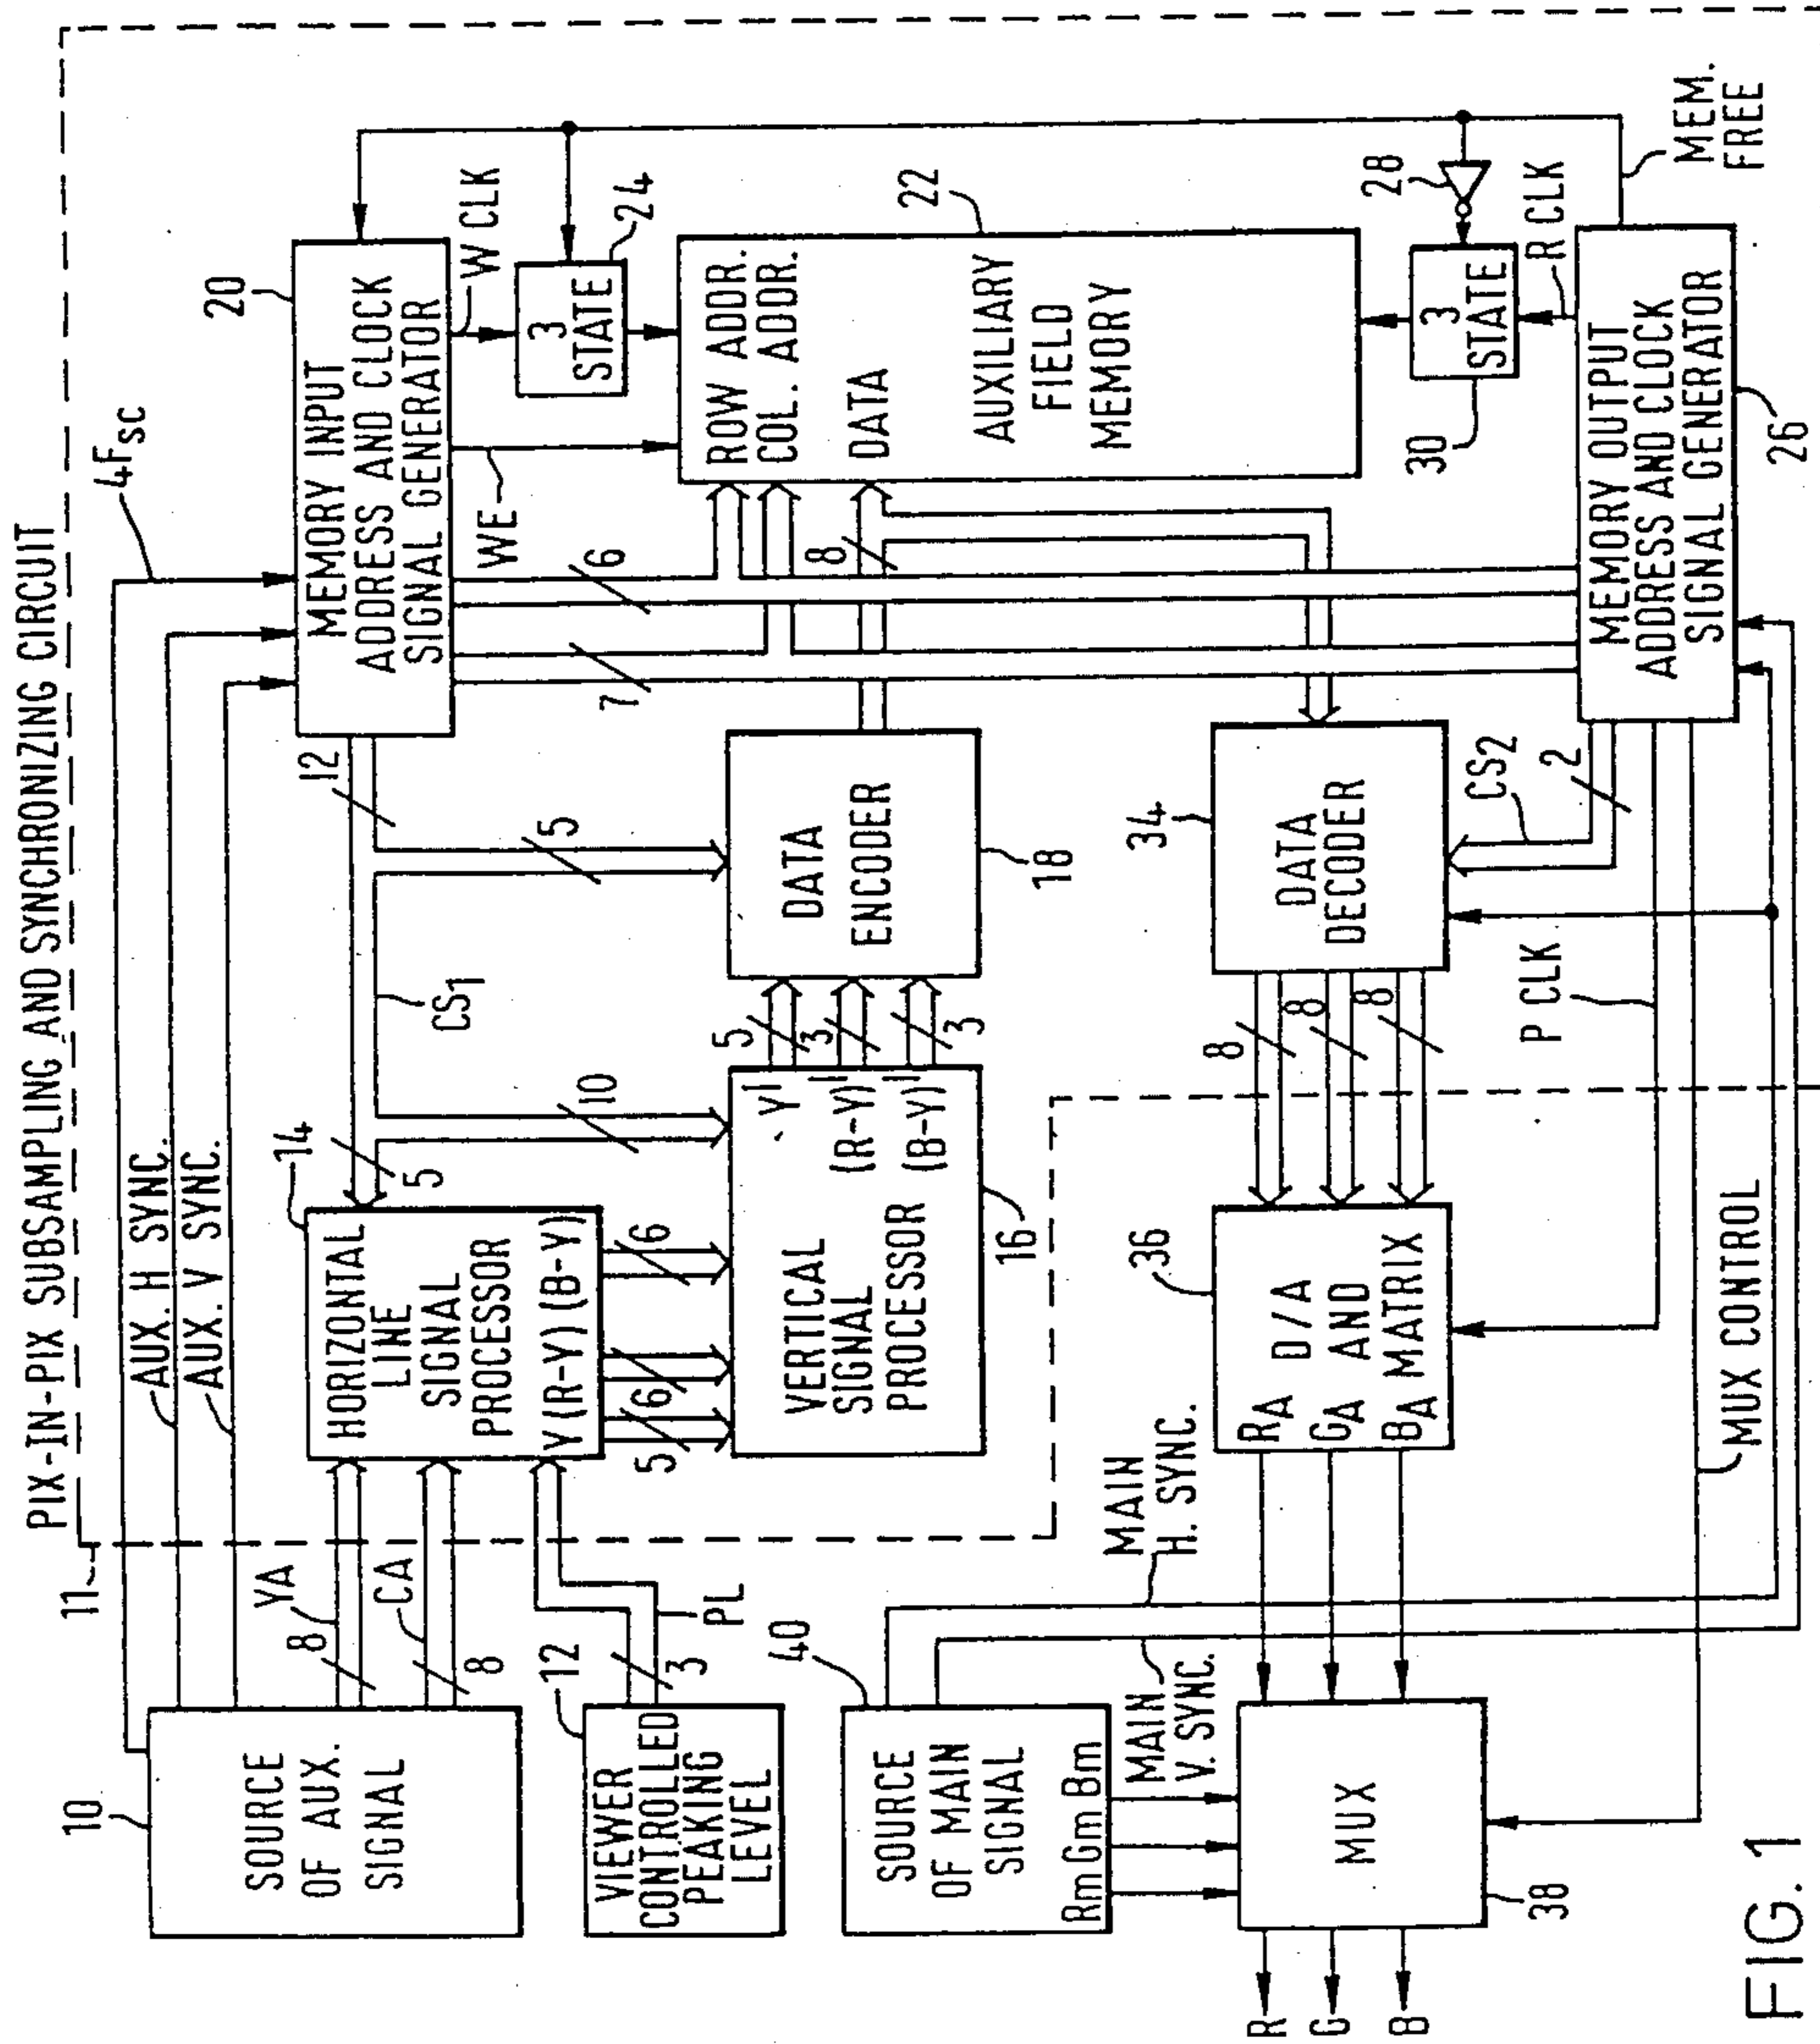 PIX-IN-PIX SUBSAMPLING AND SYNCHRONIZING CIRCUIT
11
10
SOURCE
OF AUX.
SIGNAL
AUX. H SYNC.
AUX. V SYNC.
4FSC
8
YA
CA
8
12
VIEWER
CONTROLLED
PEAKING
LEVEL
3
PL
14
HORIZONTAL
LINE
SIGNAL
PROCESSOR
Y (R-Y) (B-Y)
5
12
CS1
10
5
5
6
6
VERTICAL
SIGNAL
PROCESSOR
16
Y'
(R-Y)'
(B-Y)'
5
3
3
DATA
ENCODER
18
20
MEMORY INPUT
ADDRESS AND CLOCK
SIGNAL GENERATOR
W CLK
WE
7
6
8
3
STATE
24
22
ROW ADDR.
COL. ADDR.
DATA
AUXILIARY
FIELD
MEMORY
28
3
STATE
30
R CLK
MEM.
FREE
MEMORY OUTPUT
ADDRESS AND CLOCK
SIGNAL GENERATOR
26
34
DATA
DECODER
CS2
2
8
8
8
P CLK
36
RA D/A
GA AND
BA MATRIX
MUX CONTROL
40
SOURCE
OF MAIN
SIGNAL
Rm Gm Bm
MAIN
H. SYNC.
MAIN
V. SYNC.
MUX
38
R
G
B
FIG. 1